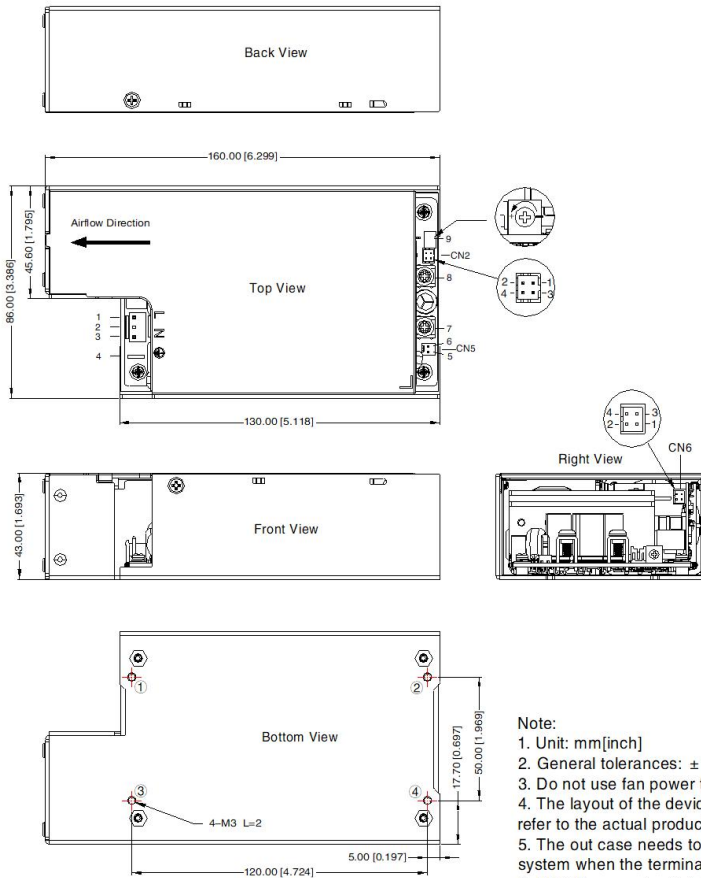 Back View
160.00 [6.299]
Airflow Direction
Top View
45.60 [1.795]
86.00 [3.386]
1
2
3
4
L
N
9
CN2
8
7
6
CN5
5
2 1
4 3
130.00 [5.118]
4 3
2 1
CN6
Right View
43.00 [1.693]
Front View
1
2
Bottom View
3
4
4-M3 L=2
17.70 [0.697]
50.00 [1.969]
5.00 [0.197]
120.00 [4.724]
Note:
1. Unit: mm[inch]
2. General tolerances: ±
3. Do not use fan power
4. The layout of the devic
refer to the actual produc
5. The out case needs to
system when the termina